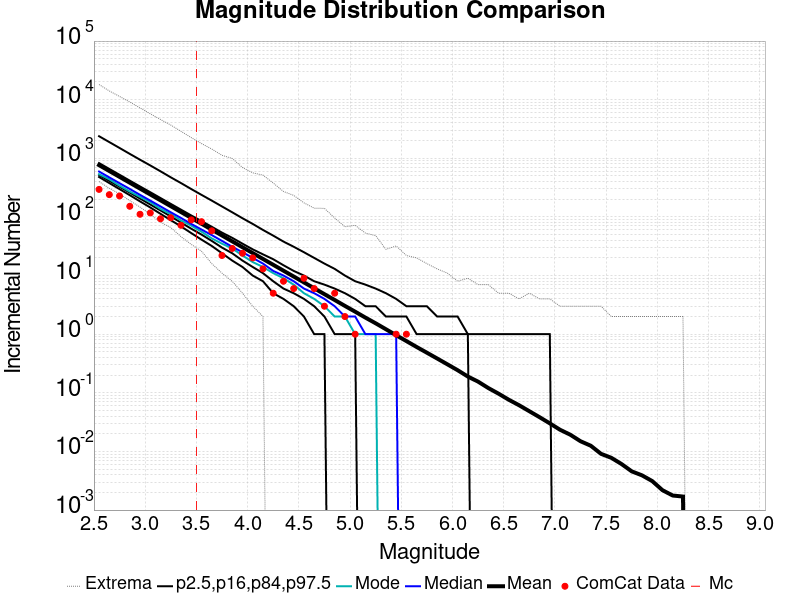 Magnitude Distribution Comparison
10^5
10^4
10^3
10^2
10^1
10^0
10^-1
10^-2
10^-3
Incremental Number
2.5 3.0 3.5 4.0 4.5 5.0 5.5 6.0 6.5 7.0 7.5 8.0 8.5 9.0
Magnitude
Extrema p2.5,p16,p84,p97.5 Mode Median Mean ComCat Data Mc